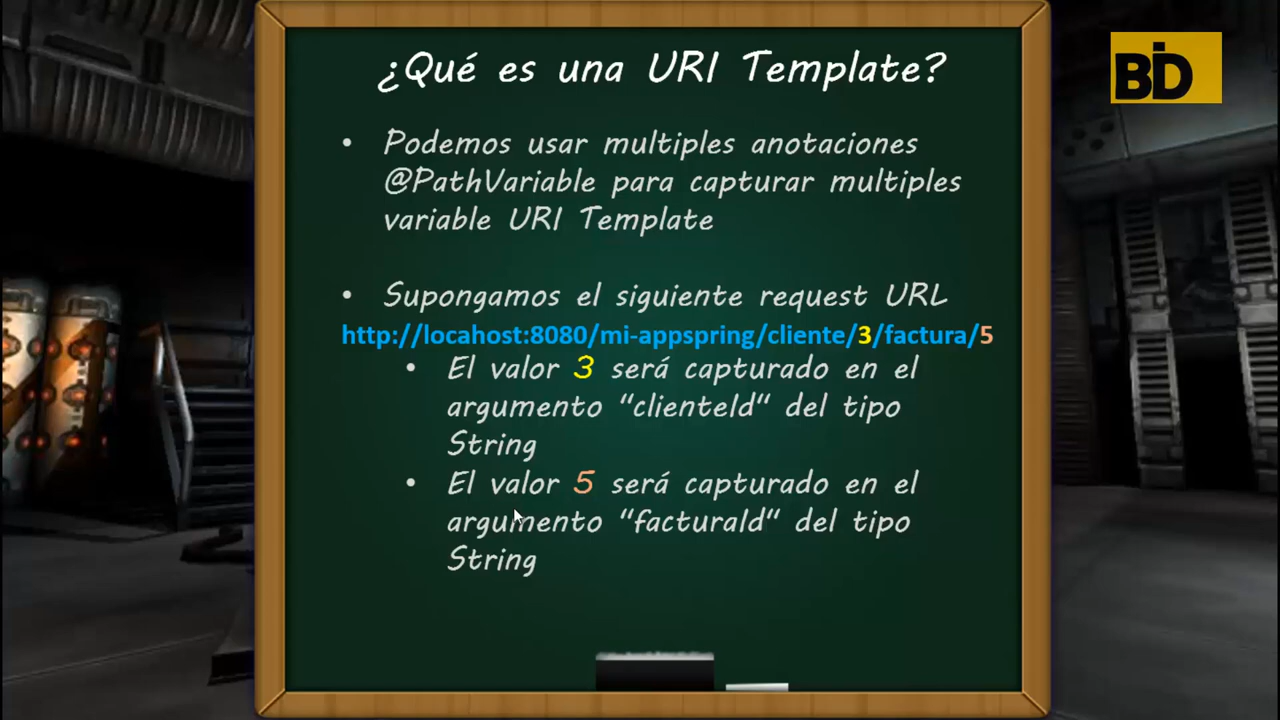 ¿Qué es una URI Template?
BID
• Podemos usar multiples anotaciones
@PathVariable para capturar multiples
variable URI Template
• Supongamos el siguiente request URL
http://locahost:8080/mi-appspring/cliente/3/factura/5
• El valor 3 será capturado en el
argumento "clienteId" del tipo
String
• El valor 5 será capturado en el
argumento "facturaId" del tipo
String